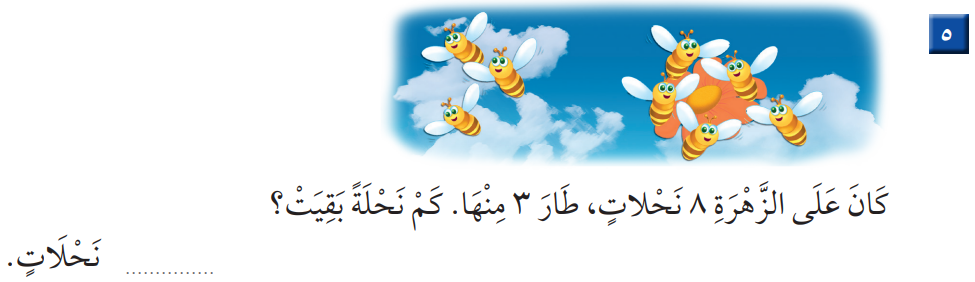 ٥
كَانَ عَلَى الزَّهْرَةِ ٨ نَحْلاتٍ، طَارَ ٣ مِنْهَا. كَمْ نَحْلَةً بَقِيَتْ؟
............... نَحْلَاتٍ.